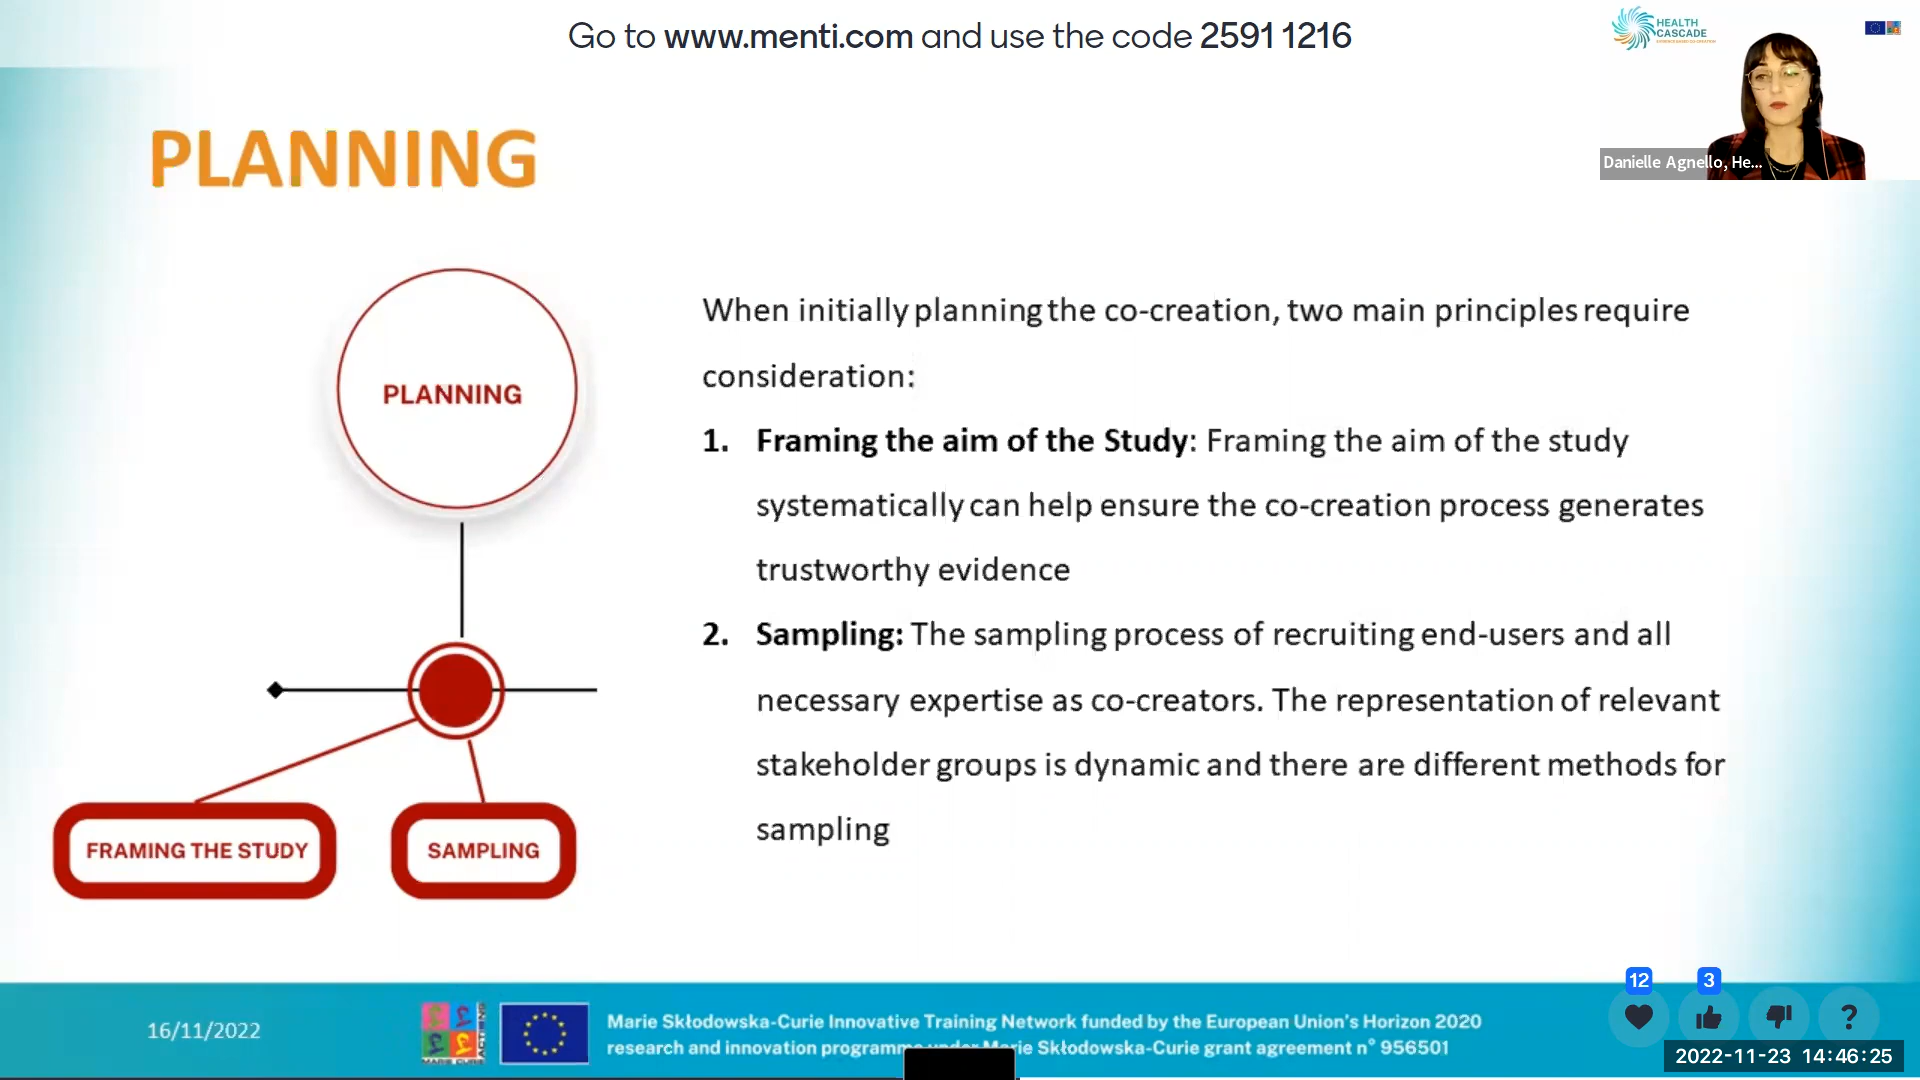 Go to www.menti.com and use the code 2591 1216
HEALTH
CASCADE
Danielle Agnello, He...
PLANNING
PLANNING
FRAMING THE STUDY
SAMPLING
When initially planning the co-creation, two main principles require
consideration:
1. Framing the aim of the Study: Framing the aim of the study
systematically can help ensure the co-creation process generates
trustworthy evidence
2. Sampling: The sampling process of recruiting end-users and all
necessary expertise as co-creators. The representation of relevant
stakeholder groups is dynamic and there are different methods for
sampling
16/11/2022
MARIE CURIE ACTIONS
Marie Skłodowska-Curie Innovative Training Network funded by the European Union's Horizon 2020
research and innovation programme under Marie Skłodowska-Curie grant agreement n° 956501
12
3
?
2022-11-23 14:46:25